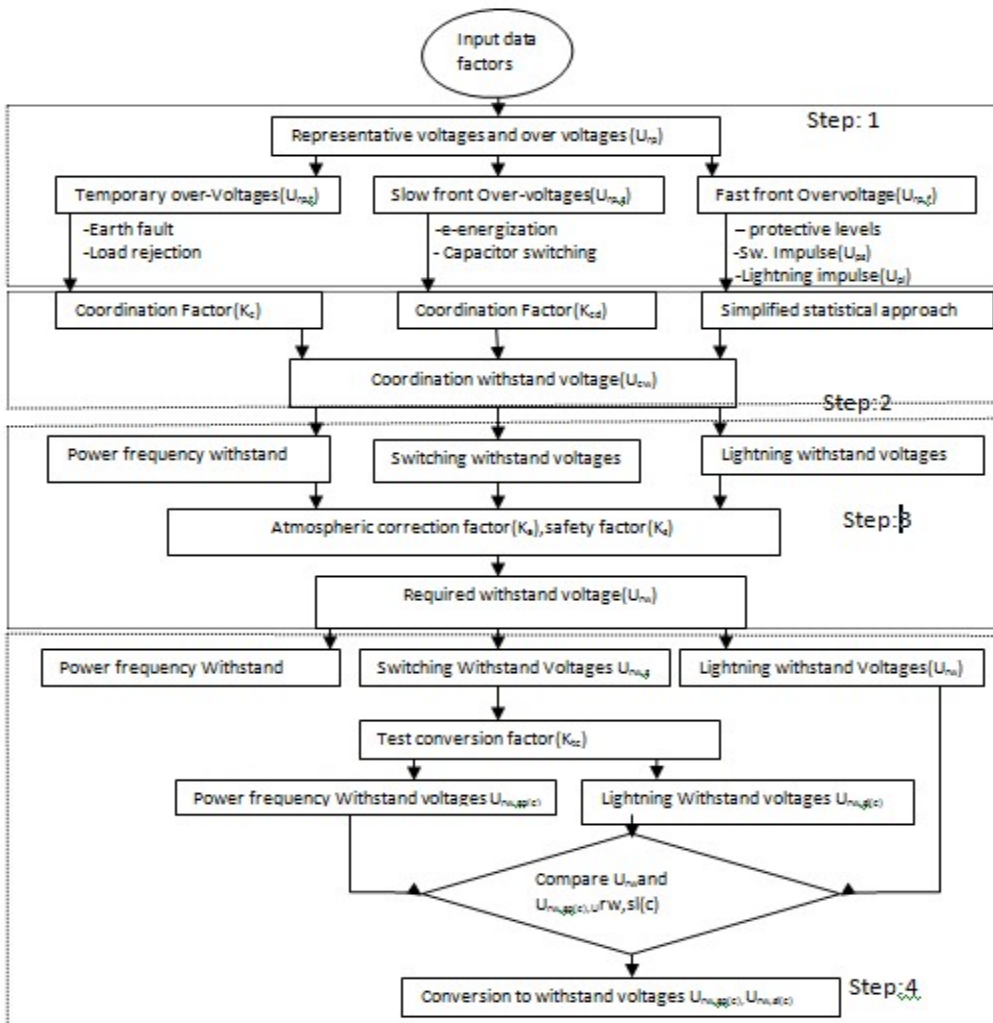 Input data
factors
Step: 1
Representative voltages and over voltages(Urp)
Temporary over-Voltages(Urp,t)
Slow front Over-voltages(Urp,s)
Fast front Overvoltage(Urp,f)
-Earth fault
-Load rejection
-e-energization
- Capacitor switching
– protective levels
-Sw. Impulse(Ups)
-Lightning impulse(Upl)
Coordination Factor(Kc)
Coordination Factor(Kcd)
Simplified statistical approach
Coordination withstand voltage(Ucw)
Step:2
Power frequency withstand
Switching withstand voltages
Lightning withstand voltages
Step:3
Atmospheric correction factor(Ka),safety factor(Ks)
Required withstand voltage(Urw)
Power frequency Withstand
Switching Withstand Voltages Urw,s
Lightning withstand Voltages(Urw)
Test conversion factor(Ktc)
Power frequency Withstand voltages Urw,sp(c)
Lightning Withstand voltages Urw,sl(c)
Compare Urw and
Urw,sp(c),Urw,sl(c)
Conversion to withstand voltages Urw,sp(c),Urw,sl(c)
Step:4